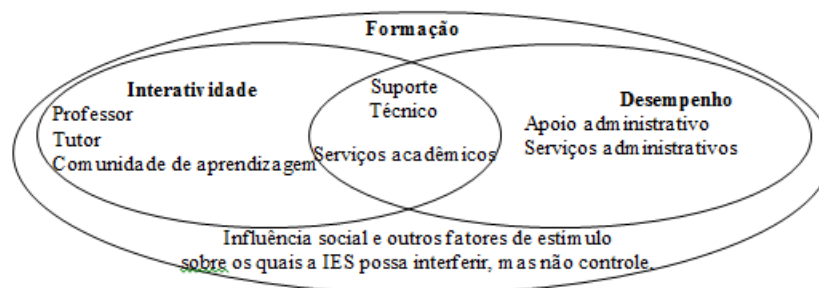 Formação
Interatividade
Professor
Tutor
Comunidade de aprendizagem
Suporte
Técnico
Serviços acadêmicos
Desempenho
Apoio administrativo
Serviços administrativos
Influência social e outros fatores de estímulo
sobre os quais a IES possa interferir, mas não controle.